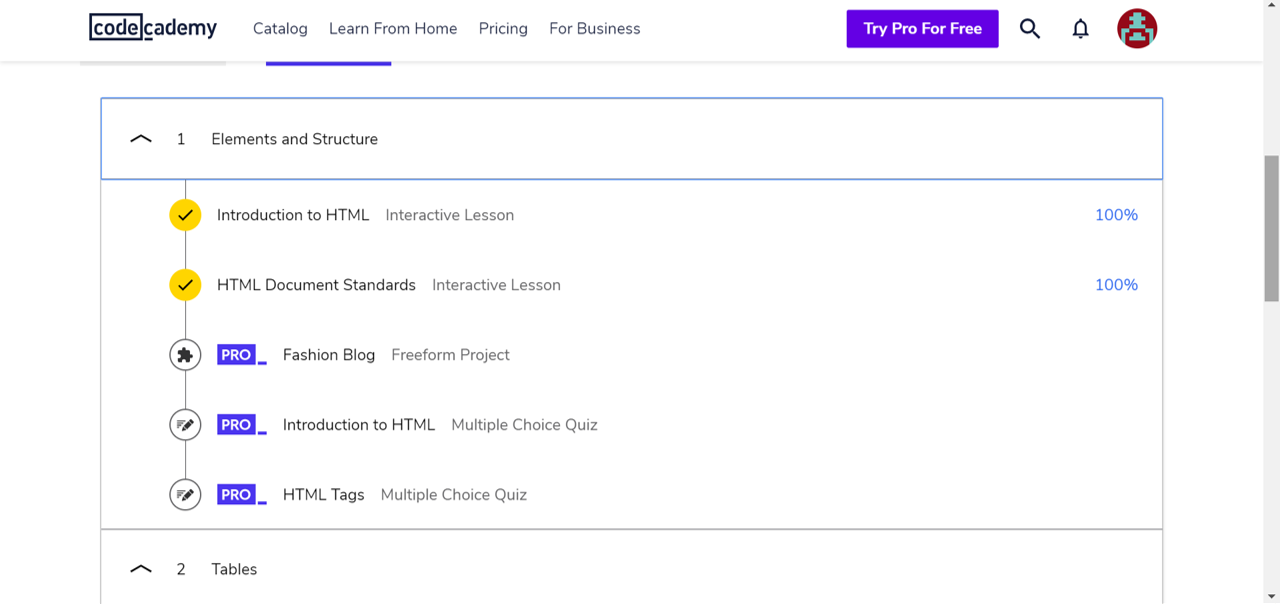 codecademy Catalog Learn From Home Pricing For Business Try Pro For Free
1 Elements and Structure
Introduction to HTML Interactive Lesson 100%
HTML Document Standards Interactive Lesson 100%
PRO Fashion Blog Freeform Project
PRO Introduction to HTML Multiple Choice Quiz
PRO HTML Tags Multiple Choice Quiz
2 Tables